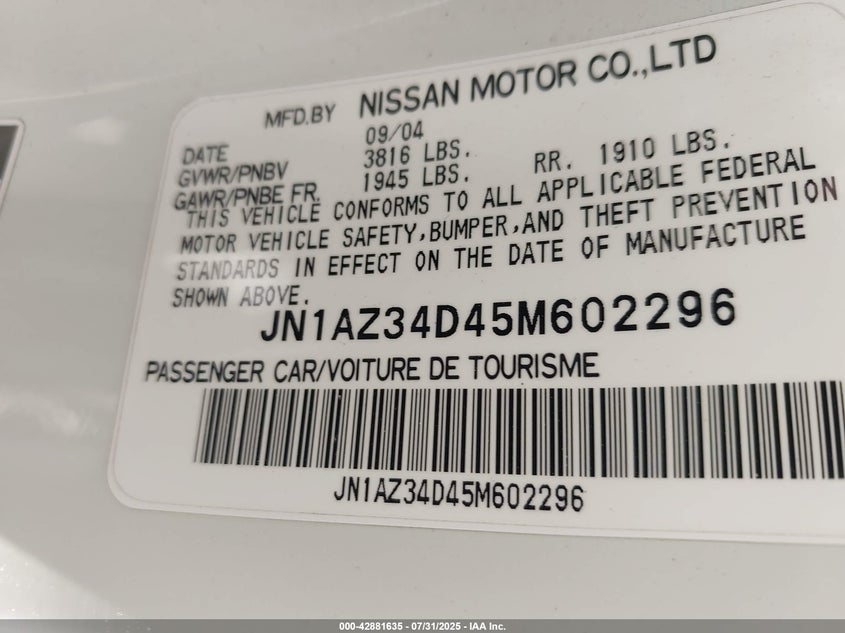 MFD.BY NISSAN MOTOR CO.,LTD
DATE 09/04
GVWR/PNBV 3816 LBS.
GAWR/PNBE FR. 1945 LBS. RR. 1910 LBS.
THIS VEHICLE CONFORMS TO ALL APPLICABLE FEDERAL
MOTOR VEHICLE SAFETY,BUMPER,AND THEFT PREVENTION
STANDARDS IN EFFECT ON THE DATE OF MANUFACTURE
SHOWN ABOVE.
JN1AZ34D45M602296
PASSENGER CAR/VOITURE DE TOURISME
JN1AZ34D45M602296
000-42881635 - 07/31/2025 - IAA Inc.